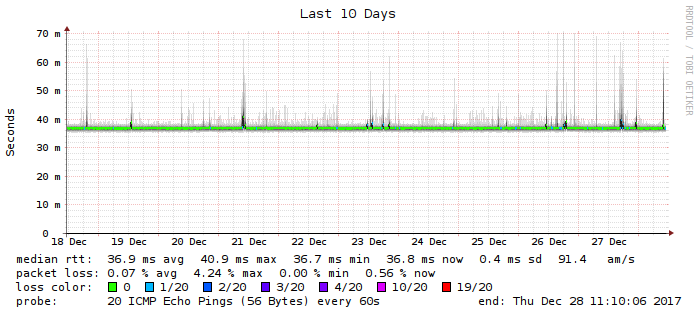 Last 10 Days
RRDTOOL / TOBI OETIKER
Seconds
70 m
60 m
50 m
40 m
30 m
20 m
10 m
0
18 Dec 19 Dec 20 Dec 21 Dec 22 Dec 23 Dec 24 Dec 25 Dec 26 Dec 27 Dec
median rtt: 36.9 ms avg 40.9 ms max 36.7 ms min 36.8 ms now 0.4 ms sd 91.4 am/s
packet loss: 0.07 % avg 4.24 % max 0.00 % min 0.56 % now
loss color: 0 1/20 2/20 3/20 4/20 10/20 19/20
probe: 20 ICMP Echo Pings (56 Bytes) every 60s end: Thu Dec 28 11:10:06 2017